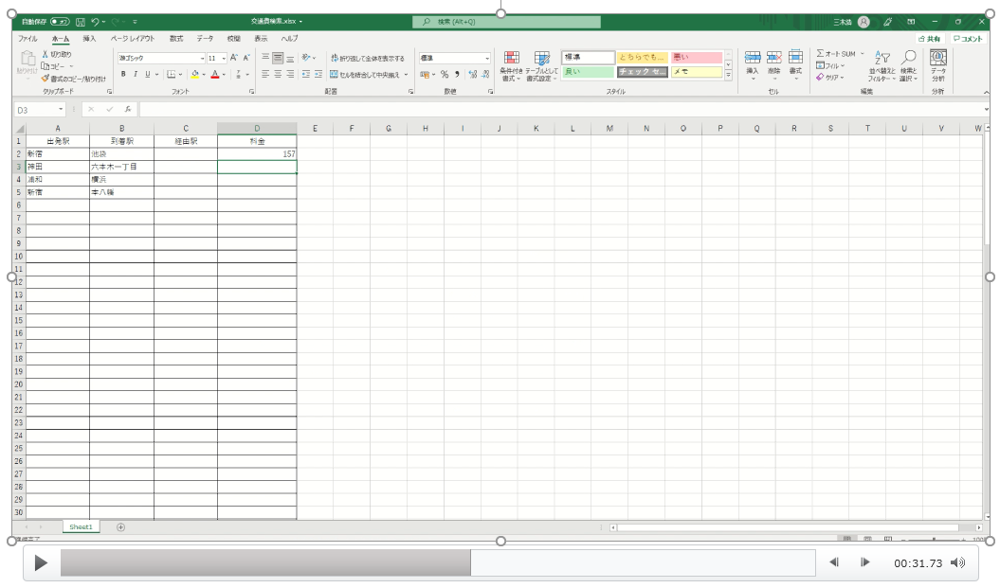 自動保存 交通費検索.xlsx 検索 (Alt+Q)
ファイル ホーム 挿入 ページ レイアウト 数式 データ 校閲 表示 ヘルプ 共有 コメント
貼り付け 切り取り コピー 書式のコピー/貼り付け クリップボード
游ゴシック 11 A A B I U A フォント
折り返して全体を表示する セルを結合して中央揃え 配置
標準 % 数値
条件付き書式 テーブルとして書式設定 標準 どちらでも... 悪い 良い チェック セ... メモ スタイル
挿入 削除 書式 セル
オート SUM フィル クリア 並べ替えとフィルター 検索と選択 編集
データ分析 分析
D3 fx
A B C D E F G H I J K L M N O P Q R S T U V W
1 出発駅 到着駅 経由駅 料金
2 新宿 池袋 157
3 神田 六本木一丁目
4 浦和 横浜
5 新宿 本八幡
6
7
8
9
10
11
12
13
14
15
16
17
18
19
20
21
22
23
24
25
26
27
28
29
30
Sheet1
00:31.73